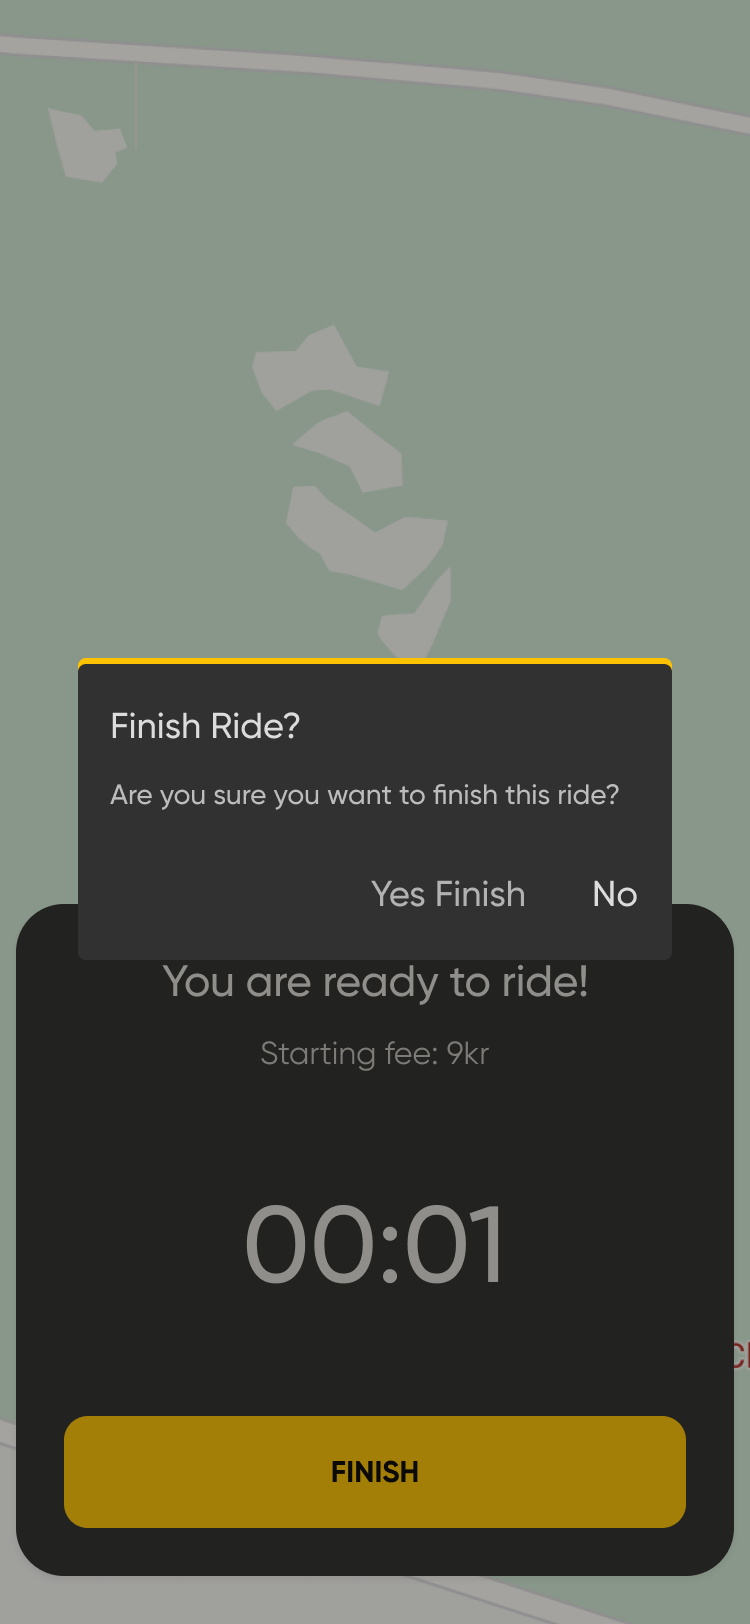 Finish Ride?
Are you sure you want to finish this ride?
Yes Finish No
You are ready to ride!
Starting fee: 9kr
00:01
FINISH